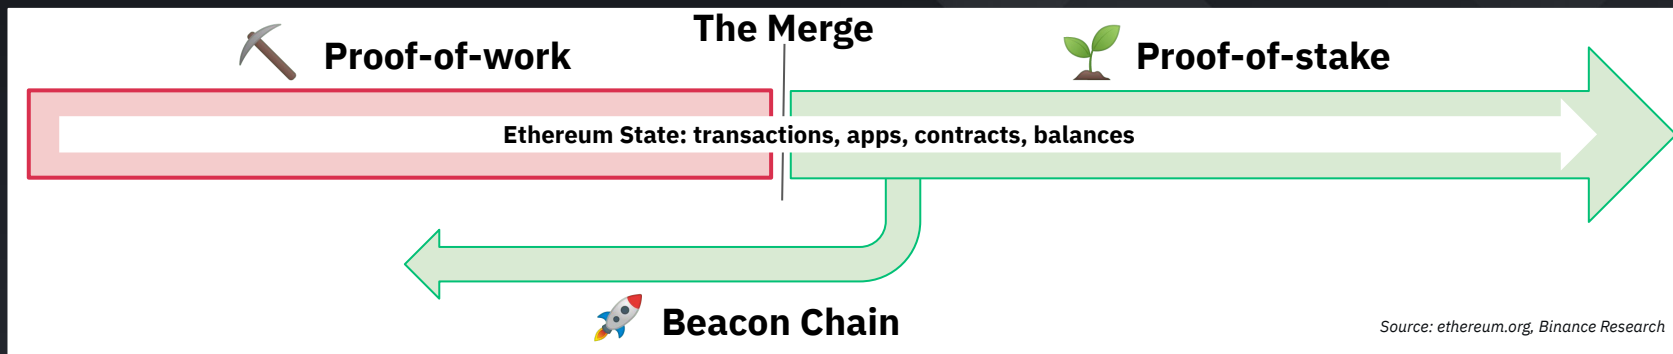 The Merge
Proof-of-work
Proof-of-stake
Ethereum State: transactions, apps, contracts, balances
Beacon Chain
Source: ethereum.org, Binance Research